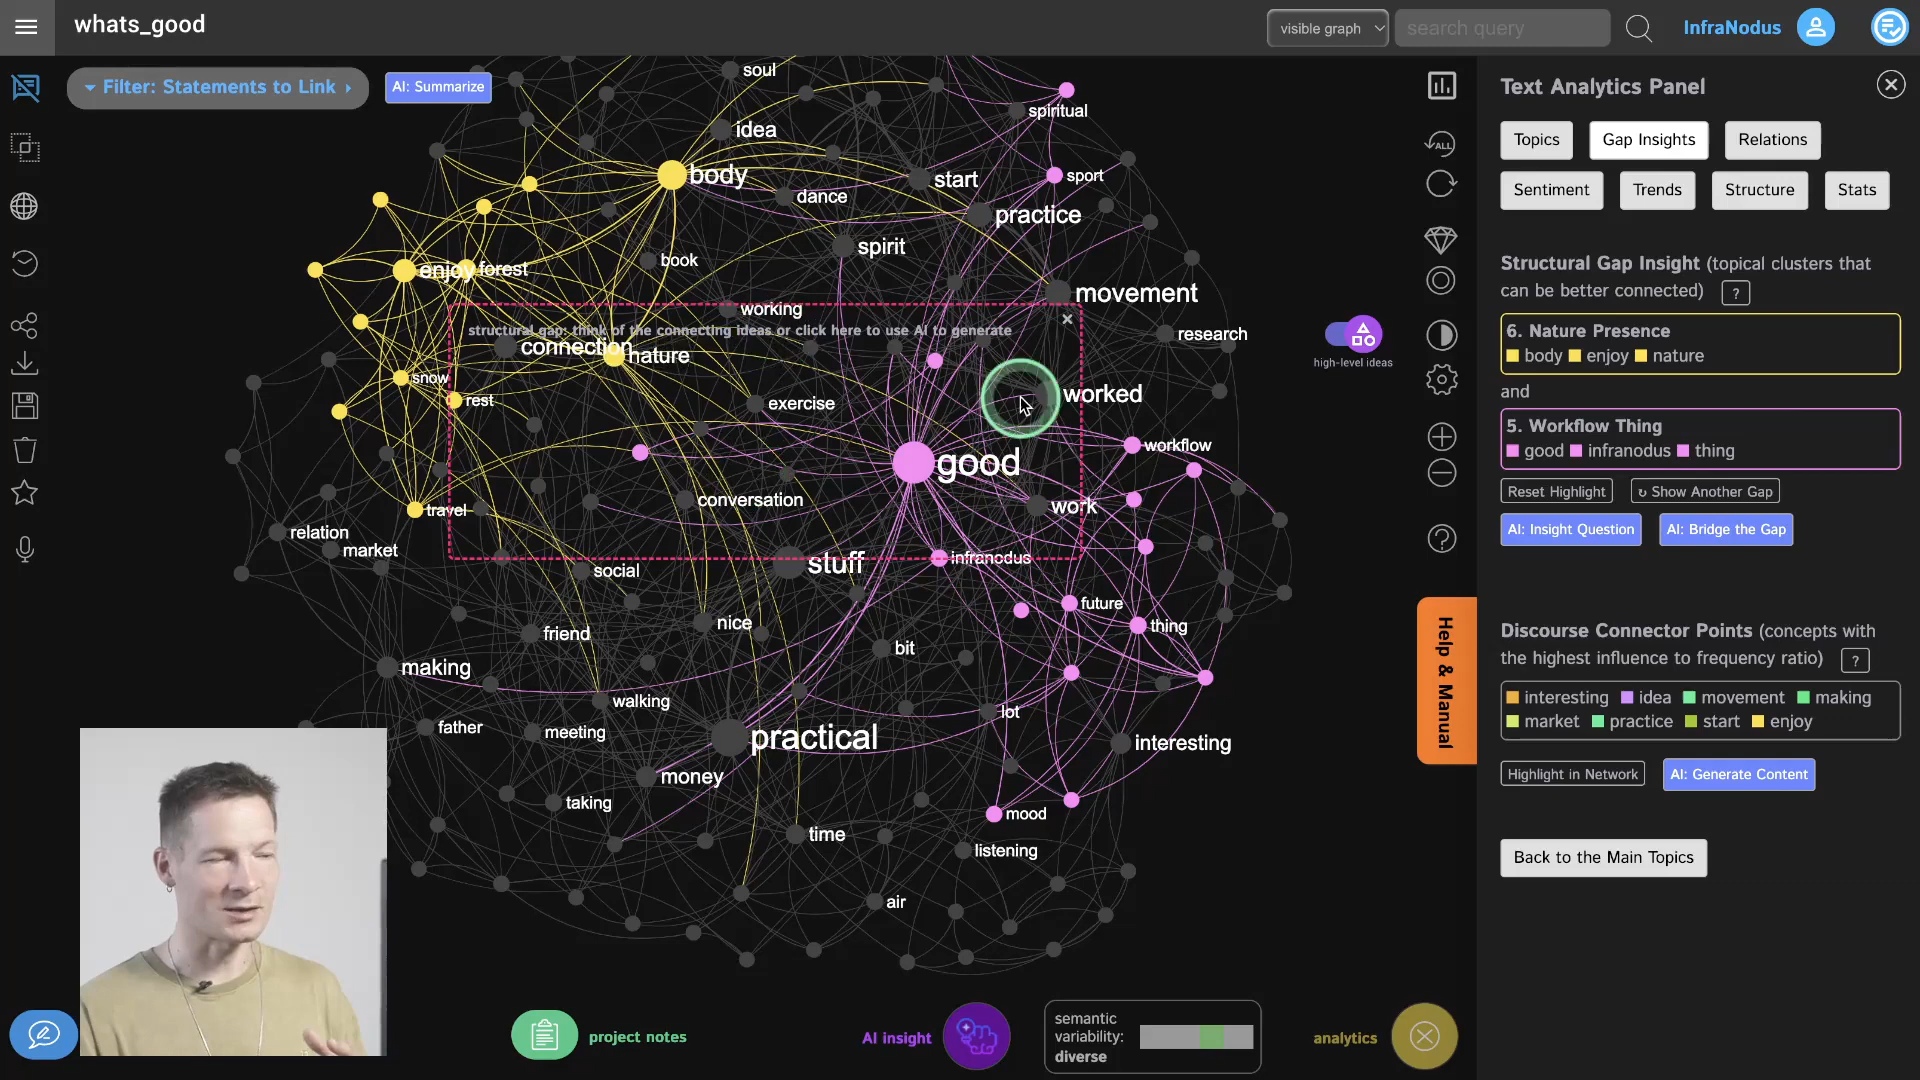 whats_good
visible graph
search query
InfraNodus
Filter: Statements to Link
AI: Summarize
soul
spiritual
idea
body
start
sport
dance
practice
spirit
book
enjoy
forest
movement
working
structural gap: think of the connecting ideas or click here to use AI to generate
research
connection
nature
snow
rest
exercise
worked
high-level ideas
good
workflow
conversation
work
travel
relation
market
infranodus
stuff
social
future
thing
nice
friend
bit
making
walking
lot
father
meeting
practical
interesting
money
taking
mood
time
listening
air
Help & Manual
project notes
AI insight
semantic
variability:
diverse
analytics
Text Analytics Panel
Topics
Gap Insights
Relations
Sentiment
Trends
Structure
Stats
Structural Gap Insight (topical clusters that
can be better connected) ?
6. Nature Presence
body enjoy nature
and
5. Workflow Thing
good infranodus thing
Reset Highlight
↻ Show Another Gap
AI: Insight Question
AI: Bridge the Gap
Discourse Connector Points (concepts with
the highest influence to frequency ratio) ?
interesting idea movement making
market practice start enjoy
Highlight in Network
AI: Generate Content
Back to the Main Topics
ALL